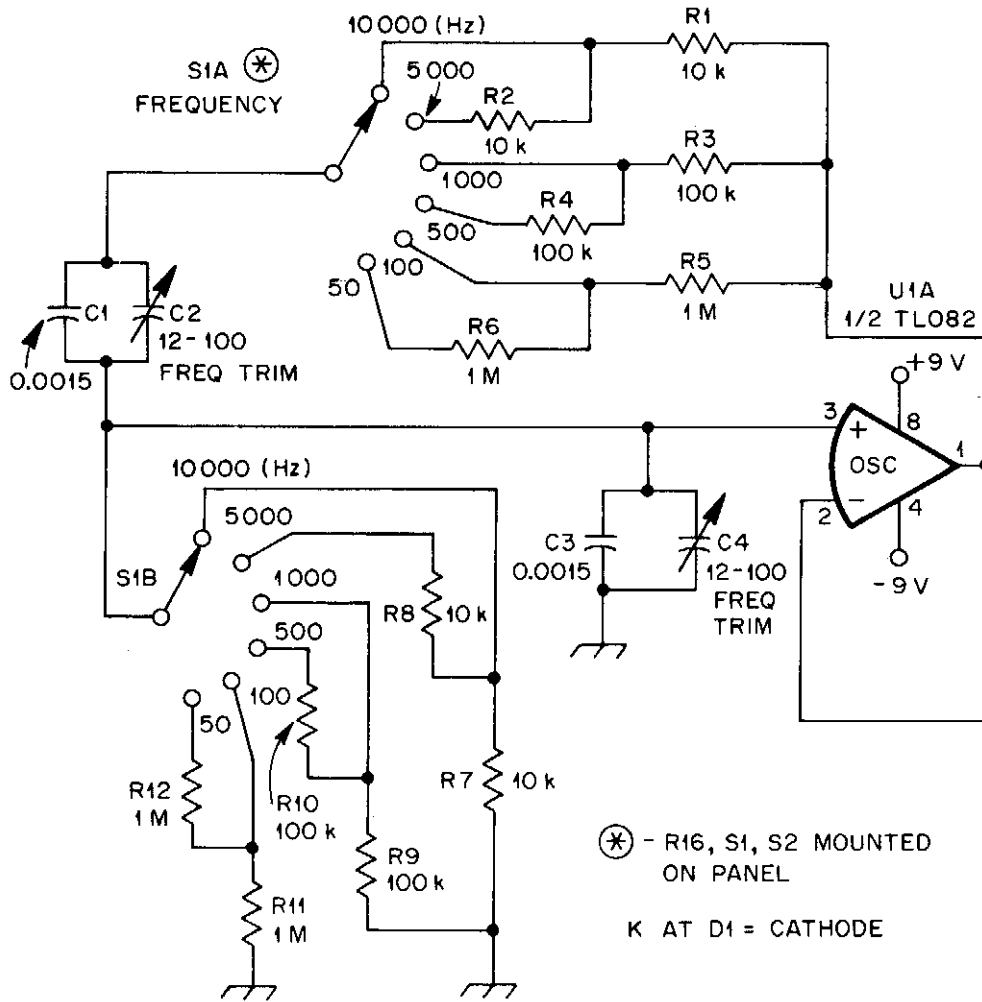 10000 (Hz)
R1
10 k
S1A *
FREQUENCY
5000
R2
10 k
R3
100 k
1000
R4
100 k
500
100
50
R5
1 M
R6
1 M
U1A
1/2 TL082
C1
0.0015
C2
12-100
FREQ TRIM
+9 V
3
+
8
OSC
1
2
-
4
-9 V
10000 (Hz)
5000
S1B
1000
500
100
50
R8
10 k
C3
0.0015
C4
12-100
FREQ
TRIM
R12
1 M
R10
100 k
R7
10 k
R9
100 k
R11
1 M
* - R16, S1, S2 MOUNTED
ON PANEL
K AT D1 = CATHODE